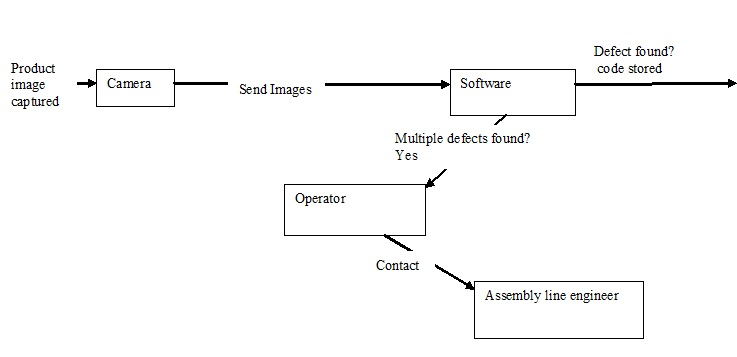 Defect found?
code stored
Product
image
captured
Camera
Send Images
Software
Multiple defects found?
Yes
Operator
Contact
Assembly line engineer